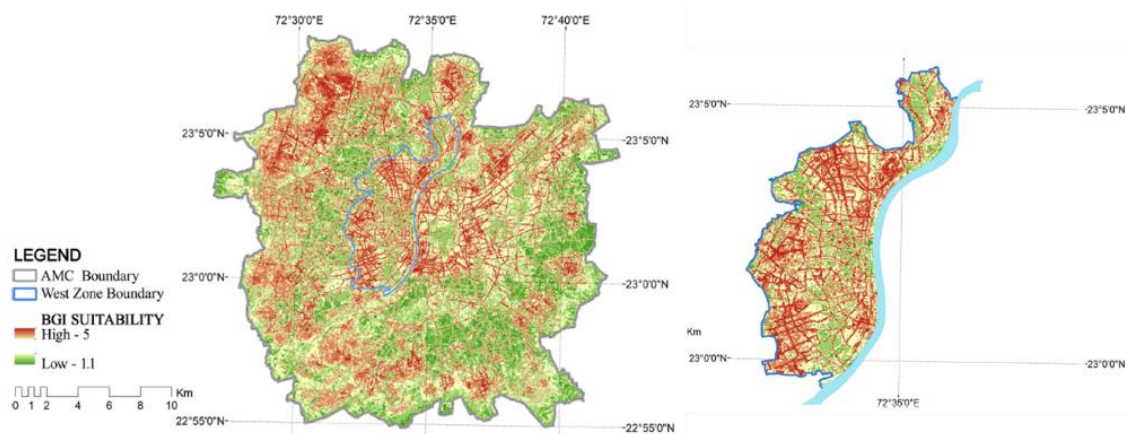 72°30'0"E 72°35'0"E 72°40'0"E
23°5'0"N 23°5'0"N
23°0'0"N 23°0'0"N
22°55'0"N 22°55'0"N
LEGEND
AMC Boundary
West Zone Boundary
BGI SUITABILITY
High - 5
Low - 1.1
Km
0 1 2 4 6 8 10
23°5'0"N 23°5'0"N
Km
23°0'0"N 23°0'0"N
72°35'0"E